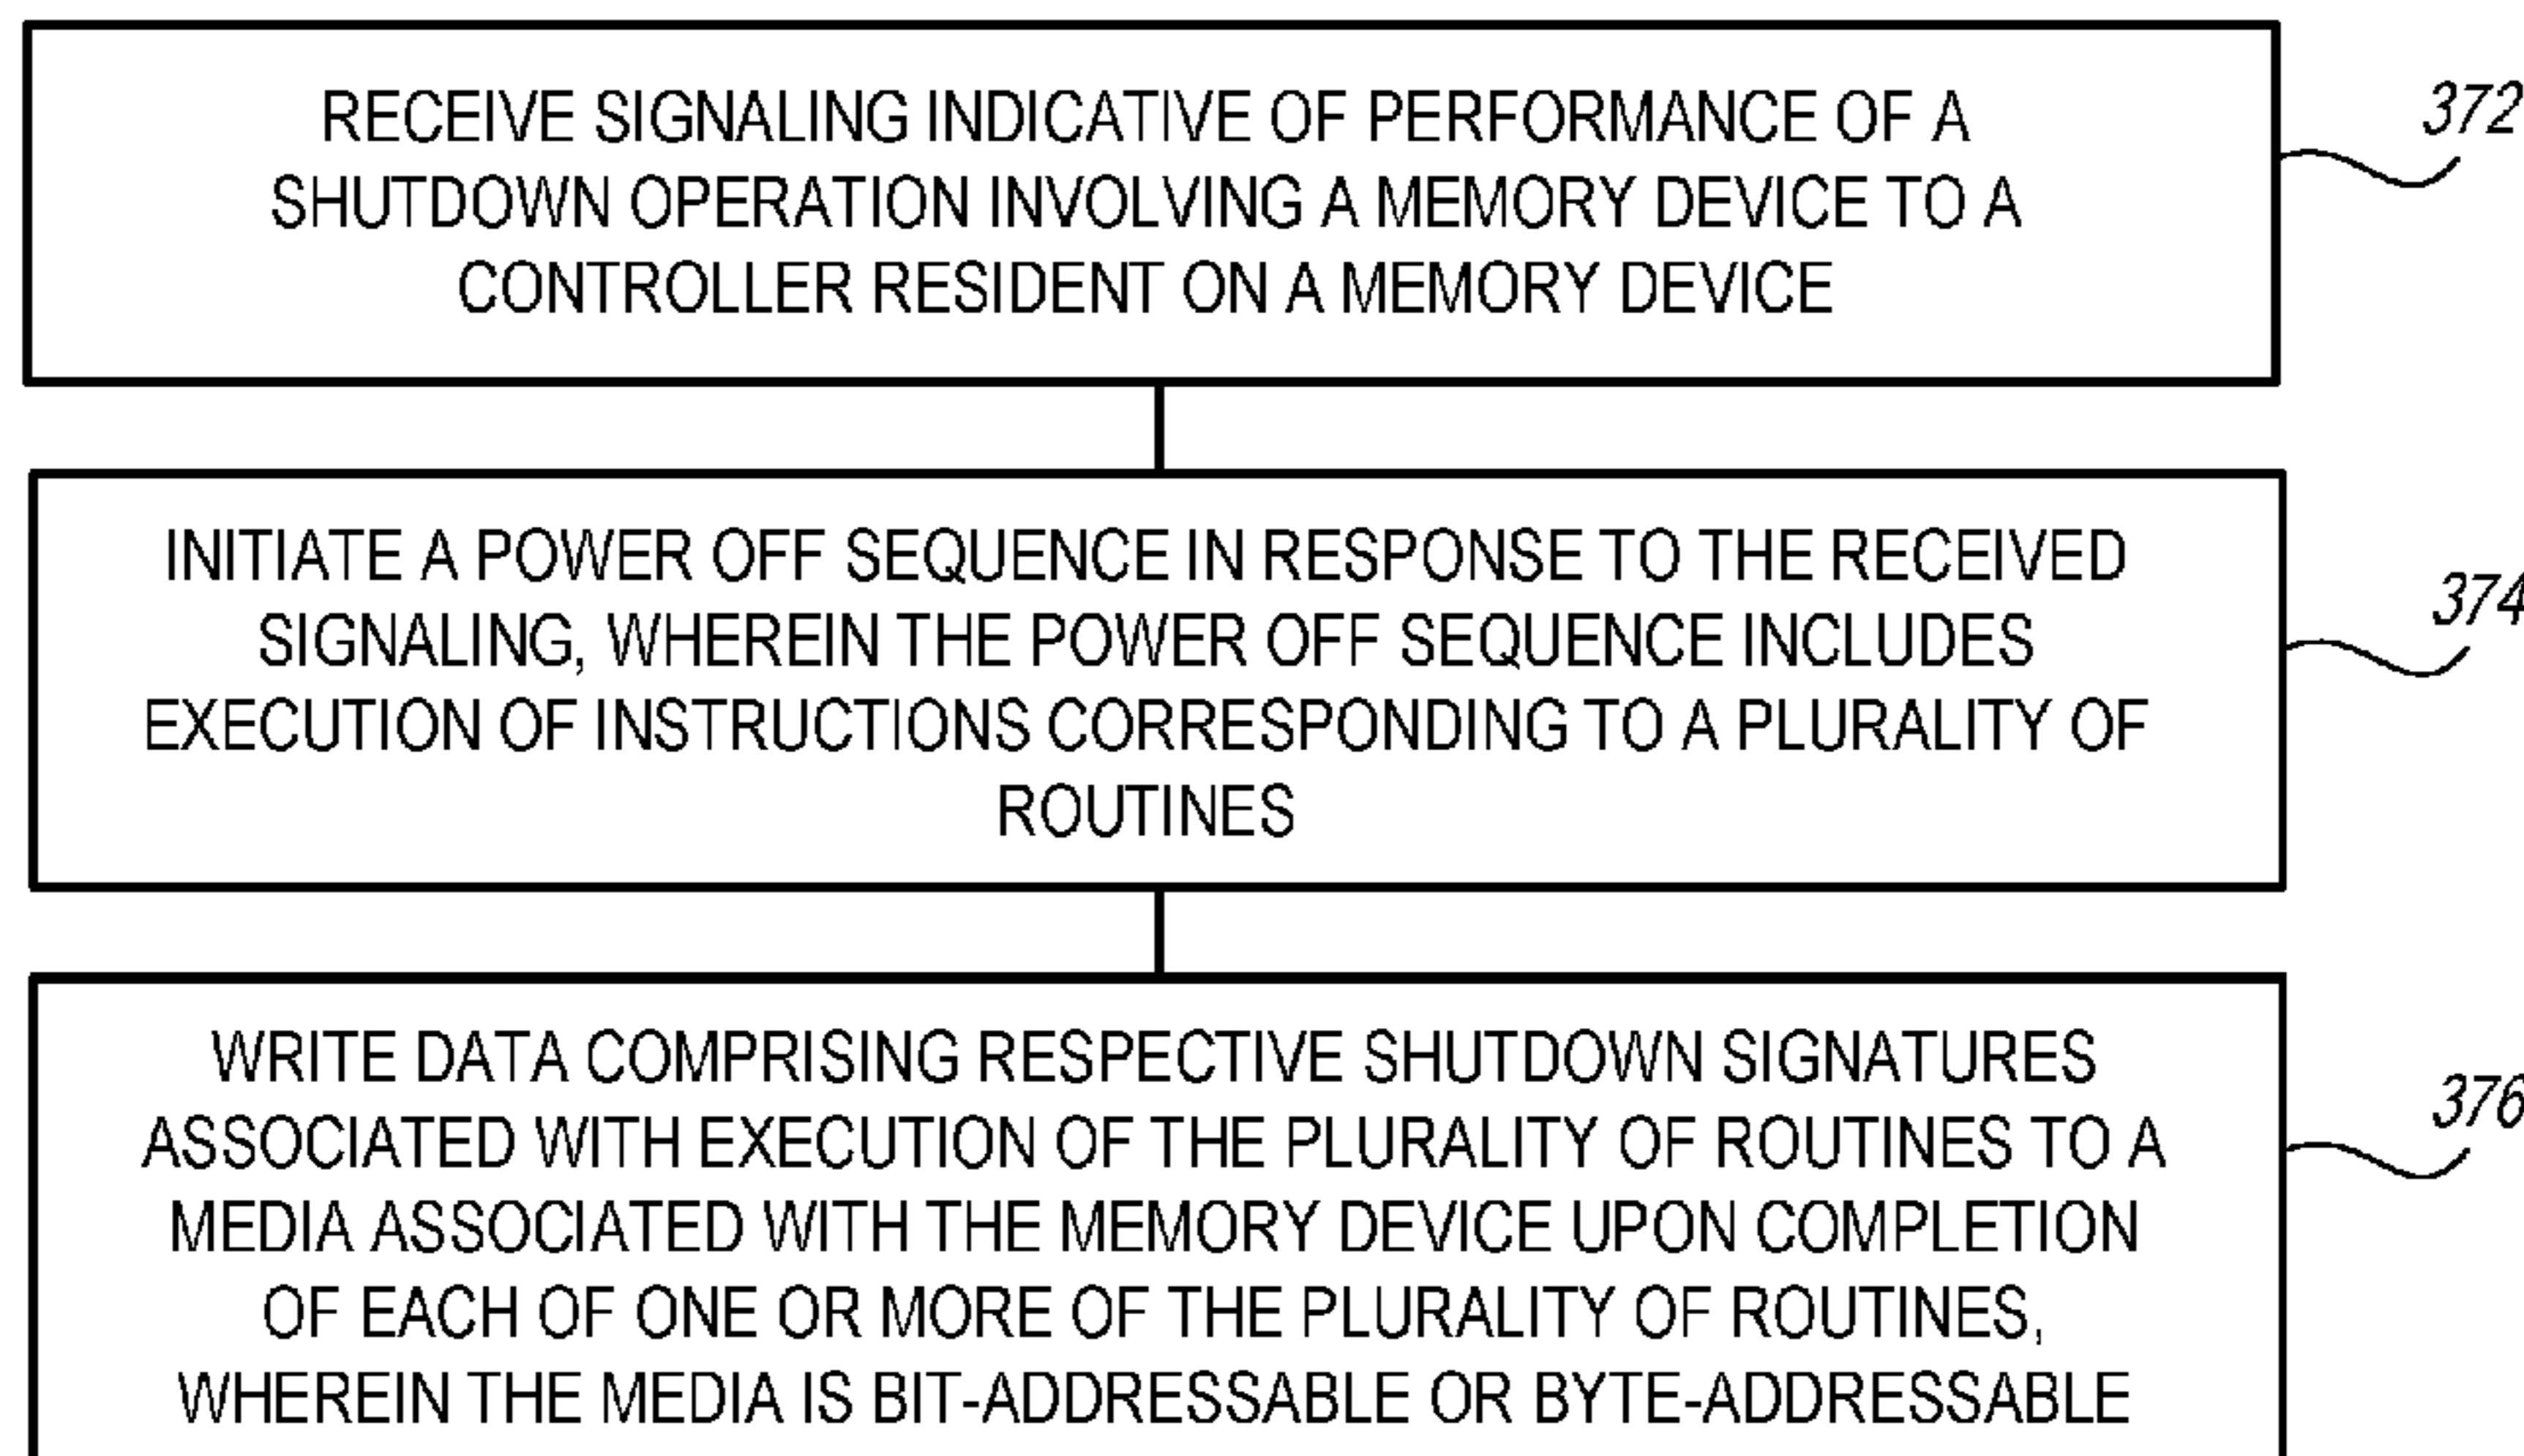 RECEIVE SIGNALING INDICATIVE OF PERFORMANCE OF A
SHUTDOWN OPERATION INVOLVING A MEMORY DEVICE TO A
CONTROLLER RESIDENT ON A MEMORY DEVICE
372
INITIATE A POWER OFF SEQUENCE IN RESPONSE TO THE RECEIVED
SIGNALING, WHEREIN THE POWER OFF SEQUENCE INCLUDES
EXECUTION OF INSTRUCTIONS CORRESPONDING TO A PLURALITY OF
ROUTINES
374
WRITE DATA COMPRISING RESPECTIVE SHUTDOWN SIGNATURES
ASSOCIATED WITH EXECUTION OF THE PLURALITY OF ROUTINES TO A
MEDIA ASSOCIATED WITH THE MEMORY DEVICE UPON COMPLETION
OF EACH OF ONE OR MORE OF THE PLURALITY OF ROUTINES,
WHEREIN THE MEDIA IS BIT-ADDRESSABLE OR BYTE-ADDRESSABLE
376